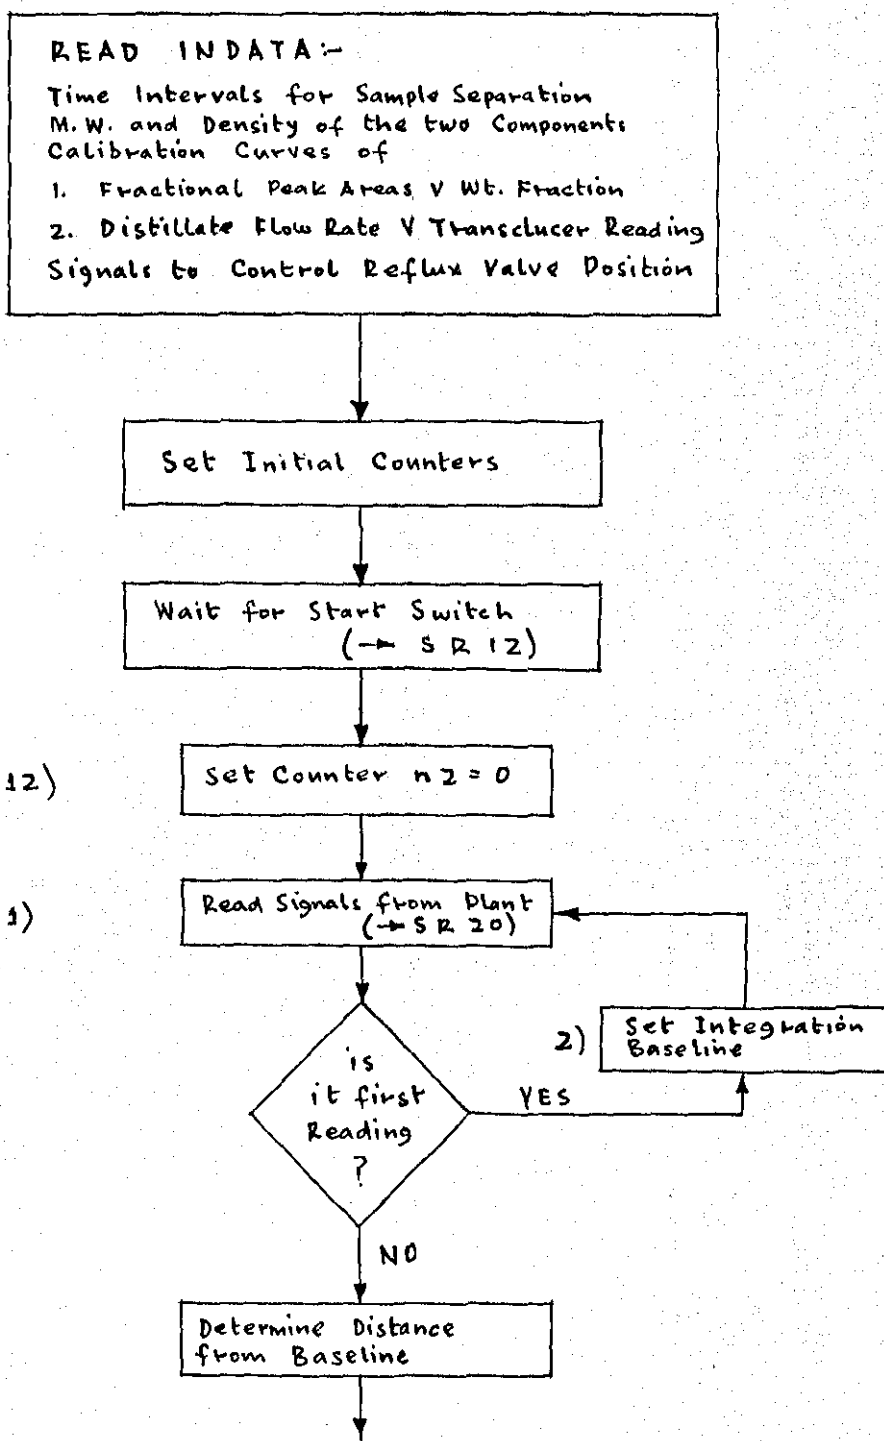 READ INDATA:-
Time Intervals for Sample Separation
M.W. and Density of the two Components
Calibration Curves of
1. Fractional Peak Areas V Wt. Fraction
2. Distillate Flow Rate V Transducer Reading
Signals to Control Reflux Valve Position
Set Initial Counters
Wait for Start Switch
(→ SR 12)
12)
Set Counter n2 = 0
1)
Read Signals from Plant
(→ SR 20)
2)
Set Integration
Baseline
is
it first
Reading
?
YES
NO
Determine Distance
from Baseline